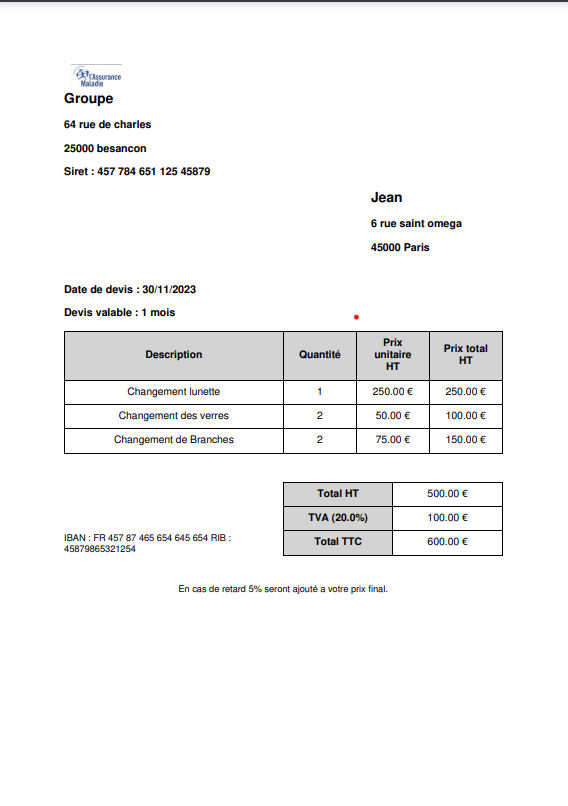 l'Assurance
Maladie
Groupe
64 rue de charles
25000 besancon
Siret : 457 784 651 125 45879
Jean
6 rue saint omega
45000 Paris
Date de devis : 30/11/2023
Devis valable : 1 mois
Description Quantité Prix unitaire HT Prix total HT
Changement lunette 1 250.00 € 250.00 €
Changement des verres 2 50.00 € 100.00 €
Changement de Branches 2 75.00 € 150.00 €
Total HT 500.00 €
TVA (20.0%) 100.00 €
Total TTC 600.00 €
IBAN : FR 457 87 465 654 645 654 RIB :
45879865321254
En cas de retard 5% seront ajouté a votre prix final.